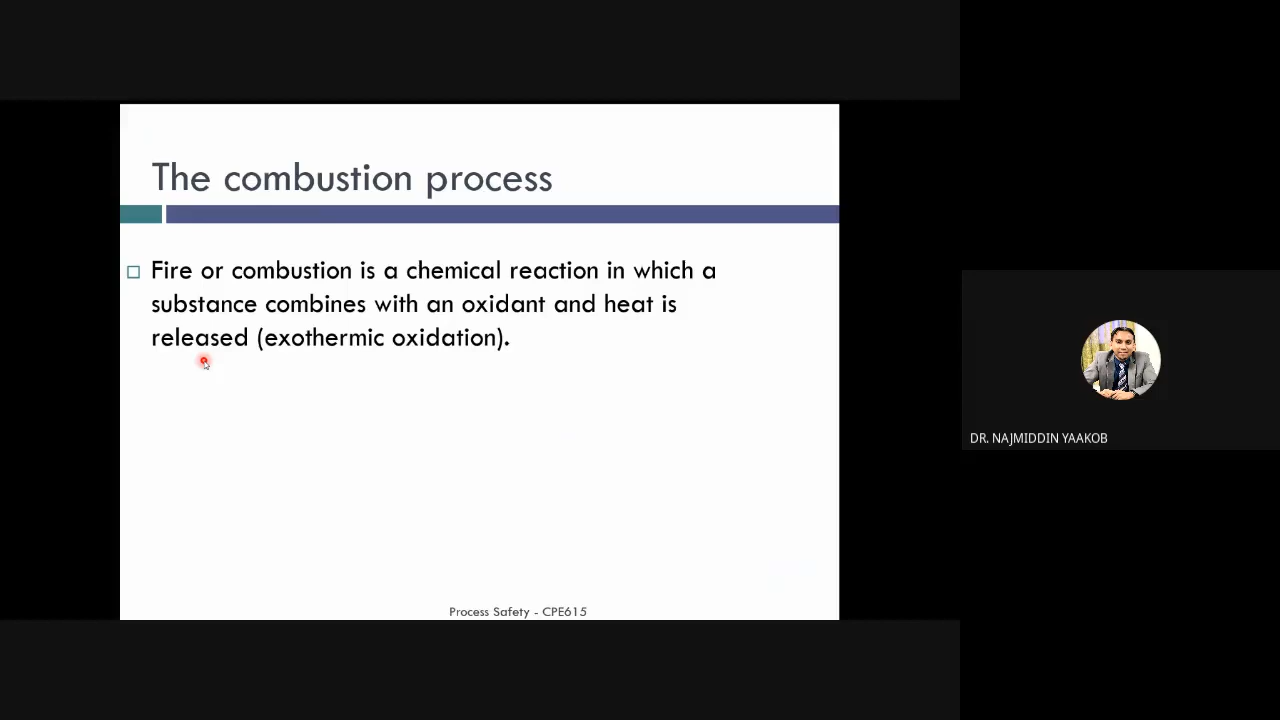 The combustion process
Fire or combustion is a chemical reaction in which a
substance combines with an oxidant and heat is
released (exothermic oxidation).
Process Safety - CPE615
DR. NAJMIDDIN YAAKOB